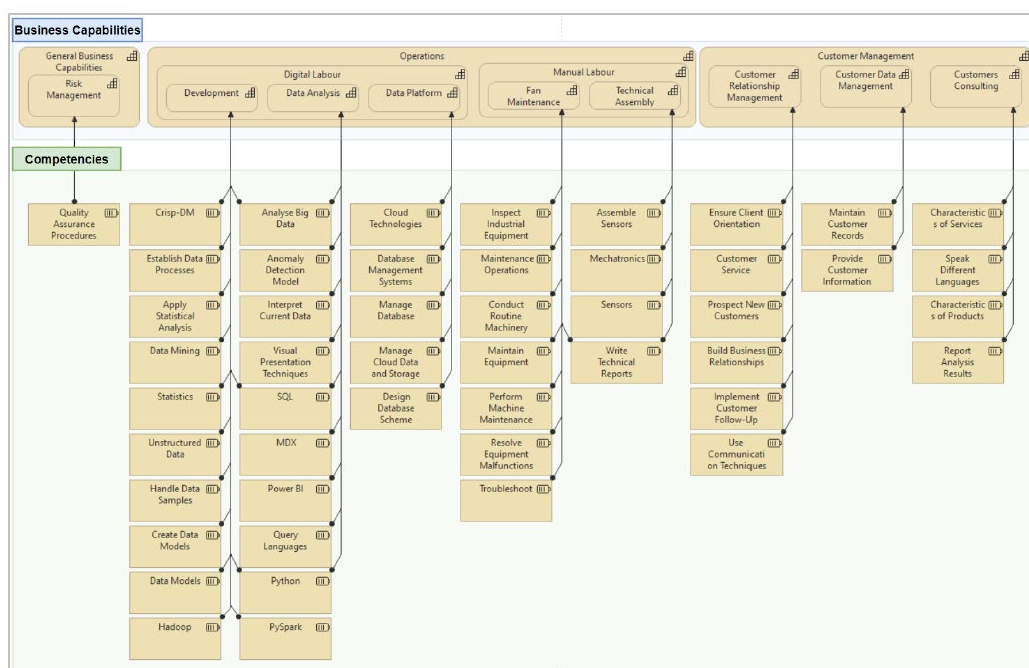 Business Capabilities
General Business
Capabilities
Risk
Management
Operations
Digital Labour
Development
Data Analysis
Data Platform
Manual Labour
Fan
Maintenance
Technical
Assembly
Customer Management
Customer
Relationship
Management
Customer Data
Management
Customers
Consulting
Competencies
Quality
Assurance
Procedures
Crisp-DM
Establish Data
Processes
Apply
Statistical
Analysis
Data Mining
Statistics
Unstructured
Data
Handle Data
Samples
Create Data
Models
Data Models
Hadoop
Analyse Big
Data
Anomaly
Detection
Model
Interpret
Current Data
Visual
Presentation
Techniques
SQL
MDX
Power BI
Query
Languages
Python
PySpark
Cloud
Technologies
Database
Management
Systems
Manage
Database
Manage
Cloud Data
and Storage
Design
Database
Scheme
Inspect
Industrial
Equipment
Maintenance
Operations
Conduct
Routine
Machinery
Maintain
Equipment
Perform
Machine
Maintenance
Resolve
Equipment
Malfunctions
Troubleshoot
Assemble
Sensors
Mechatronics
Sensors
Write
Technical
Reports
Ensure Client
Orientation
Customer
Service
Prospect New
Customers
Build Business
Relationships
Implement
Customer
Follow-Up
Use
Communicati
on Techniques
Maintain
Customer
Records
Provide
Customer
Information
Characteristic
s of Services
Speak
Different
Languages
Characteristic
s of Products
Report
Analysis
Results